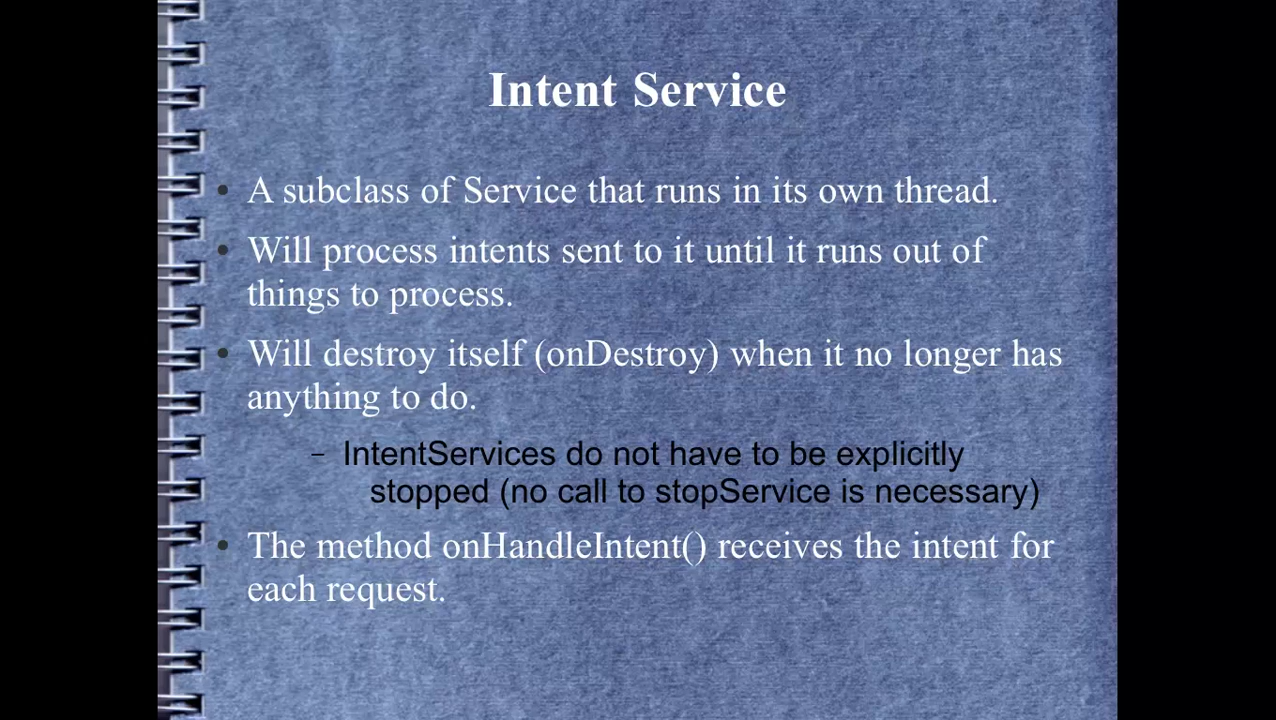 Intent Service
• A subclass of Service that runs in its own thread.
• Will process intents sent to it until it runs out of
things to process.
• Will destroy itself (onDestroy) when it no longer has
anything to do.
– IntentServices do not have to be explicitly
stopped (no call to stopService is necessary)
• The method onHandleIntent() receives the intent for
each request.